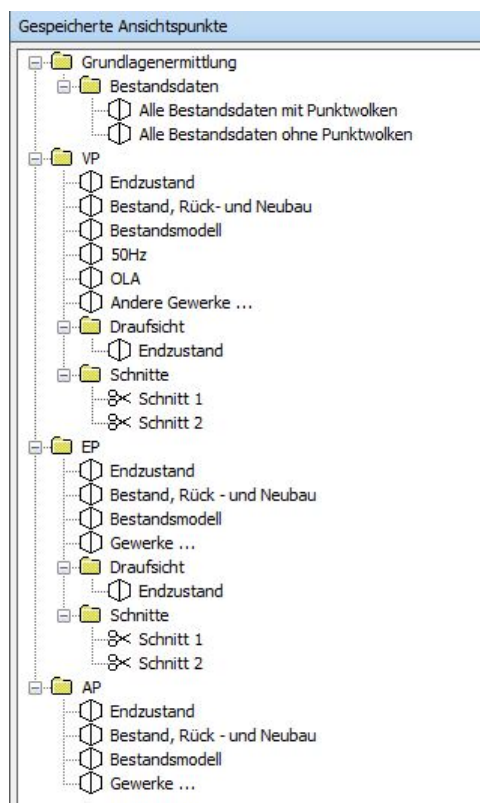 Gespeicherte Ansichtspunkte
Grundlagenermittlung
Bestandsdaten
Alle Bestandsdaten mit Punktwolken
Alle Bestandsdaten ohne Punktwolken
VP
Endzustand
Bestand, Rück- und Neubau
Bestandsmodell
50Hz
OLA
Andere Gewerke ...
Draufsicht
Endzustand
Schnitte
Schnitt 1
Schnitt 2
EP
Endzustand
Bestand, Rück - und Neubau
Bestandsmodell
Gewerke ...
Draufsicht
Endzustand
Schnitte
Schnitt 1
Schnitt 2
AP
Endzustand
Bestand, Rück - und Neubau
Bestandsmodell
Gewerke ...